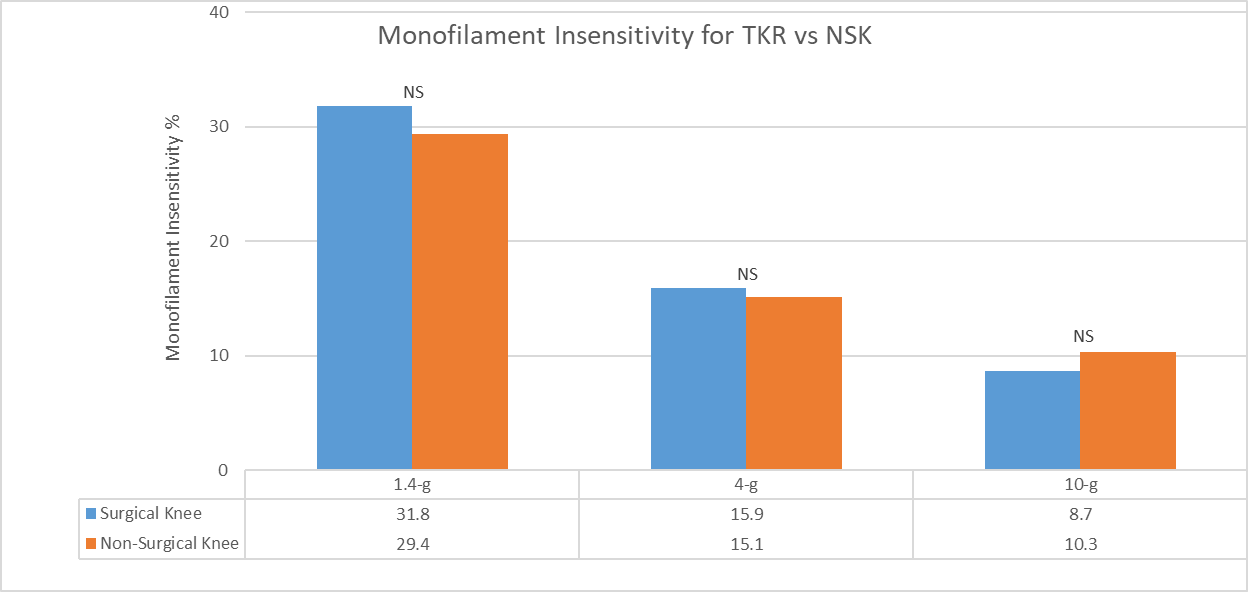 Monofilament Insensitivity for TKR vs NSK
Monofilament Insensitivity %
40
30
20
10
0
NS
NS
NS
1.4-g 4-g 10-g
Surgical Knee 31.8 15.9 8.7
Non-Surgical Knee 29.4 15.1 10.3